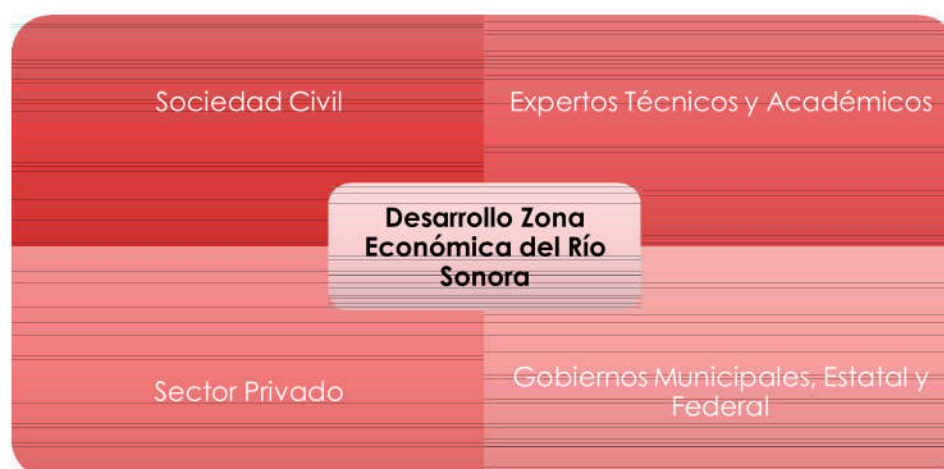 Sociedad Civil
Expertos Técnicos y Académicos
Desarrollo Zona
Económica del Río
Sonora
Sector Privado
Gobiernos Municipales, Estatal y
Federal